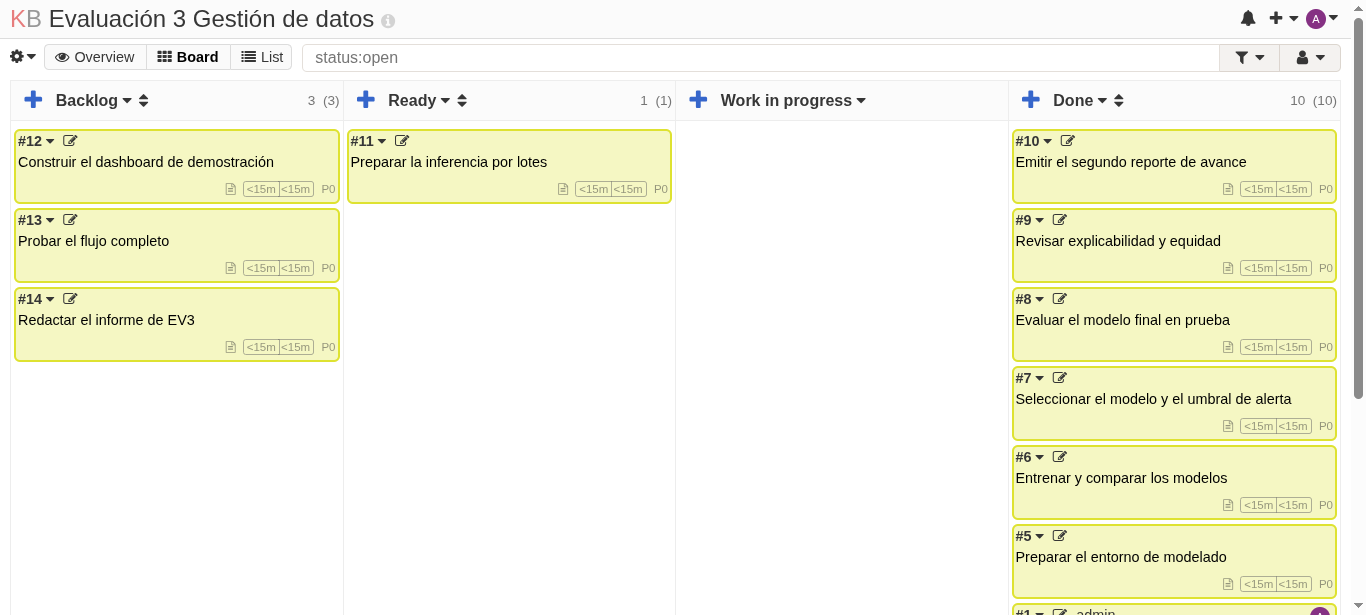 KB Evaluación 3 Gestión de datos
A
Overview Board List status:open
Backlog 3 (3)
#12
Construir el dashboard de demostración
<15m <15m P0
#13
Probar el flujo completo
<15m <15m P0
#14
Redactar el informe de EV3
<15m <15m P0
Ready 1 (1)
#11
Preparar la inferencia por lotes
<15m <15m P0
Work in progress
Done 10 (10)
#10
Emitir el segundo reporte de avance
<15m <15m P0
#9
Revisar explicabilidad y equidad
<15m <15m P0
#8
Evaluar el modelo final en prueba
<15m <15m P0
#7
Seleccionar el modelo y el umbral de alerta
<15m <15m P0
#6
Entrenar y comparar los modelos
<15m <15m P0
#5
Preparar el entorno de modelado
<15m <15m P0
#1 admin